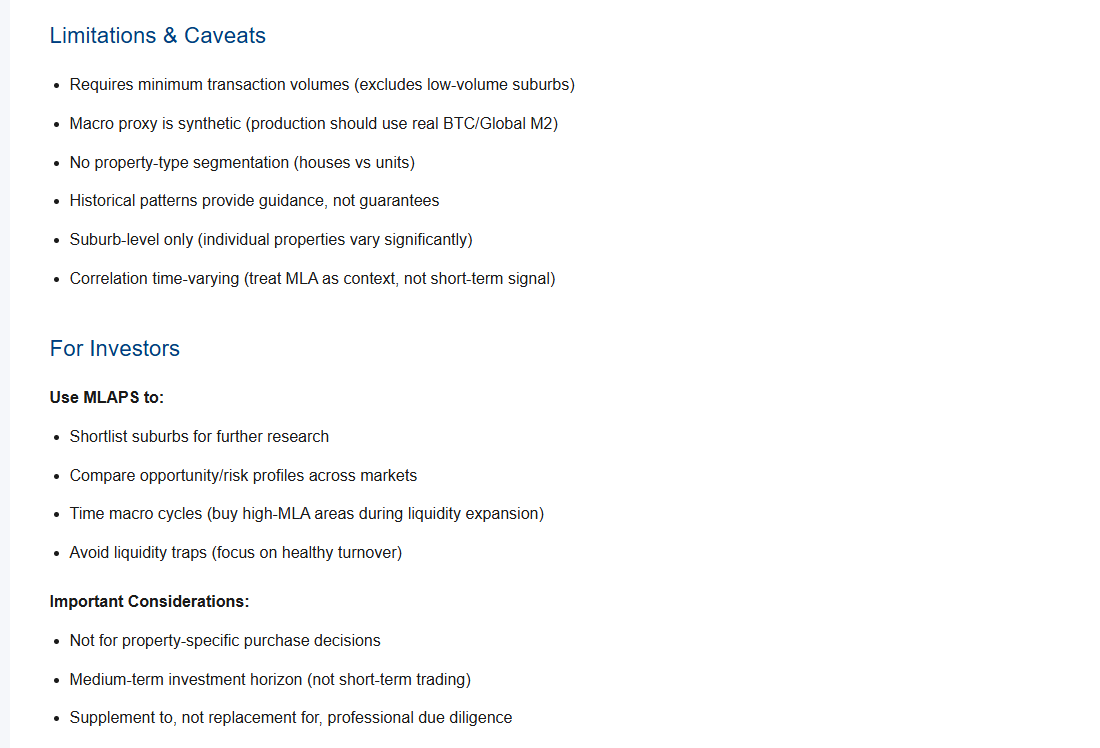 Limitations & Caveats
• Requires minimum transaction volumes (excludes low-volume suburbs)
• Macro proxy is synthetic (production should use real BTC/Global M2)
• No property-type segmentation (houses vs units)
• Historical patterns provide guidance, not guarantees
• Suburb-level only (individual properties vary significantly)
• Correlation time-varying (treat MLA as context, not short-term signal)
For Investors
Use MLAPS to:
• Shortlist suburbs for further research
• Compare opportunity/risk profiles across markets
• Time macro cycles (buy high-MLA areas during liquidity expansion)
• Avoid liquidity traps (focus on healthy turnover)
Important Considerations:
• Not for property-specific purchase decisions
• Medium-term investment horizon (not short-term trading)
• Supplement to, not replacement for, professional due diligence